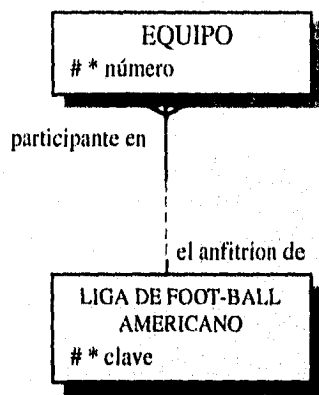 EQUIPO
# * número
participante en
el anfitrion de
LIGA DE FOOT-BALL
AMERICANO
# * clave